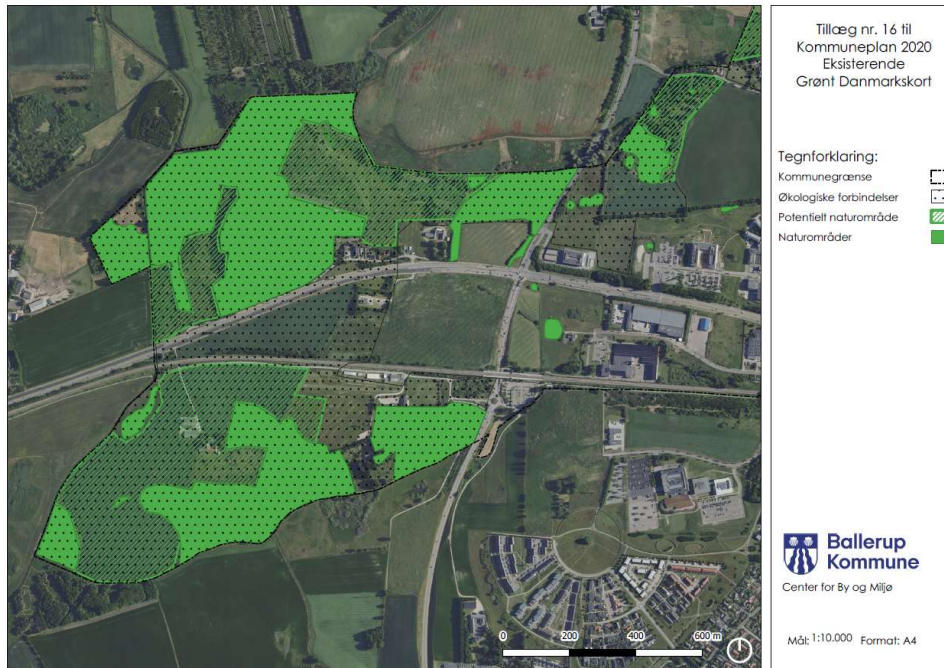 Tillæg nr. 16 til
Kommuneplan 2020
Eksisterende
Grønt Danmarkskort
Tegnforklaring:
Kommunegrænse
Økologiske forbindelser
Potentielt naturområde
Naturområder
Ballerup
Kommune
Center for By og Miljø
Mål: 1:10.000 Format: A4
0 200 400 600 m